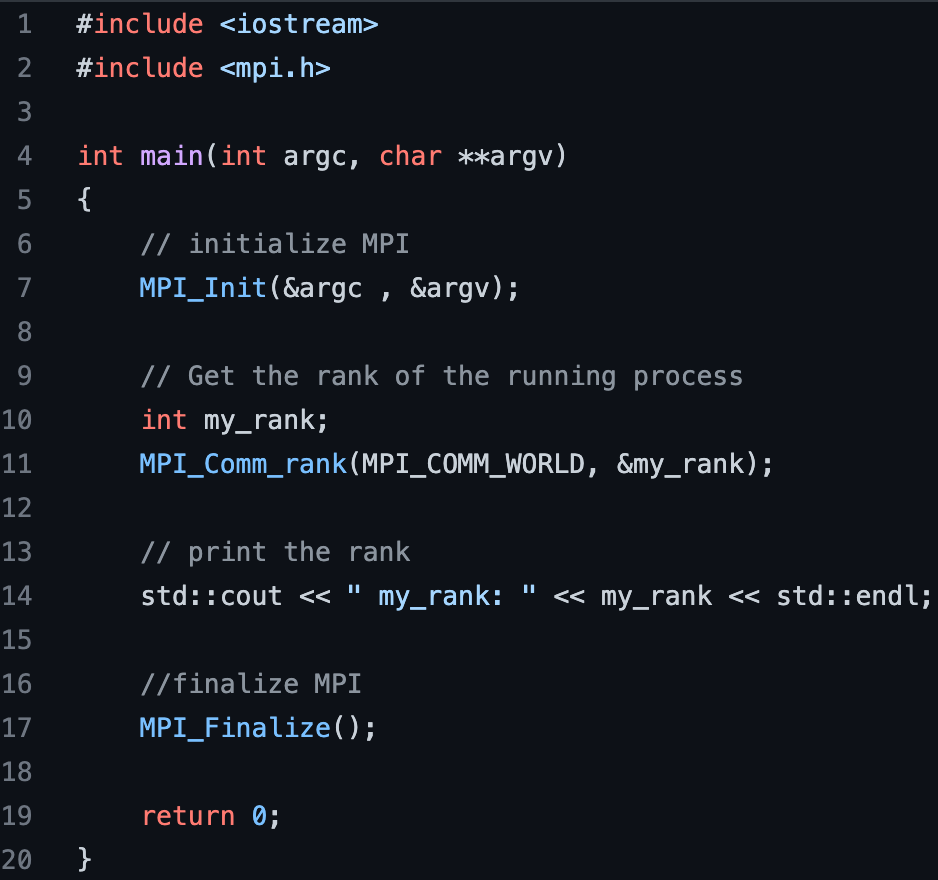 1 #include <iostream>
2 #include <mpi.h>
3
4 int main(int argc, char **argv)
5 {
6     // initialize MPI
7     MPI_Init(&argc , &argv);
8
9     // Get the rank of the running process
10     int my_rank;
11     MPI_Comm_rank(MPI_COMM_WORLD, &my_rank);
12
13     // print the rank
14     std::cout << " my_rank: " << my_rank << std::endl;
15
16     //finalize MPI
17     MPI_Finalize();
18
19     return 0;
20 }